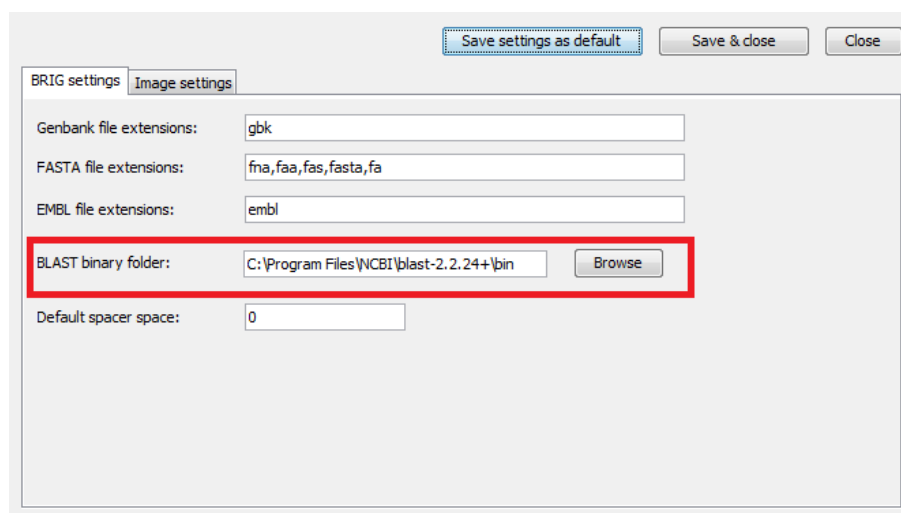 Save settings as default Save & close Close
BRIG settings Image settings
Genbank file extensions: gbk
FASTA file extensions: fna,faa,fas,fasta,fa
EMBL file extensions: embl
BLAST binary folder: C:\Program Files\NCBI\blast-2.2.24+\bin Browse
Default spacer space: 0